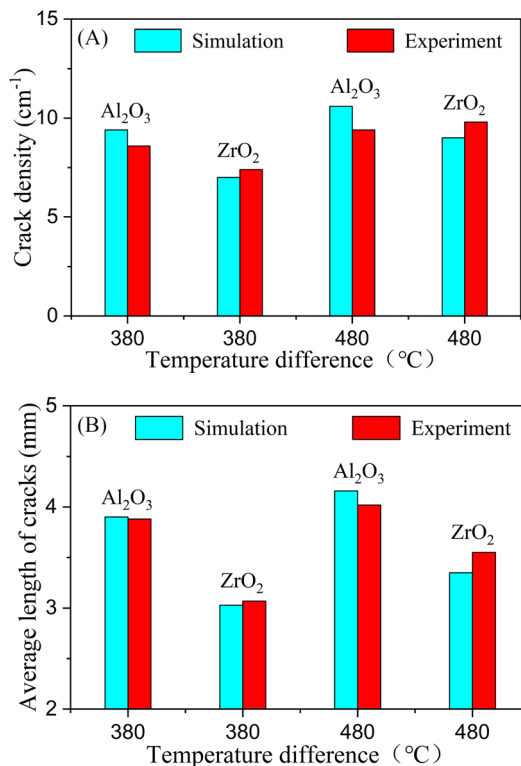 (A)
Simulation
Experiment
Al₂O₃
ZrO₂
Al₂O₃
ZrO₂
Crack density (cm⁻¹)
15
10
5
0
380
380
480
480
Temperature difference（℃）
(B)
Simulation
Experiment
Al₂O₃
ZrO₂
Al₂O₃
ZrO₂
Average length of cracks (mm)
5
4
3
2
380
380
480
480
Temperature difference（℃）